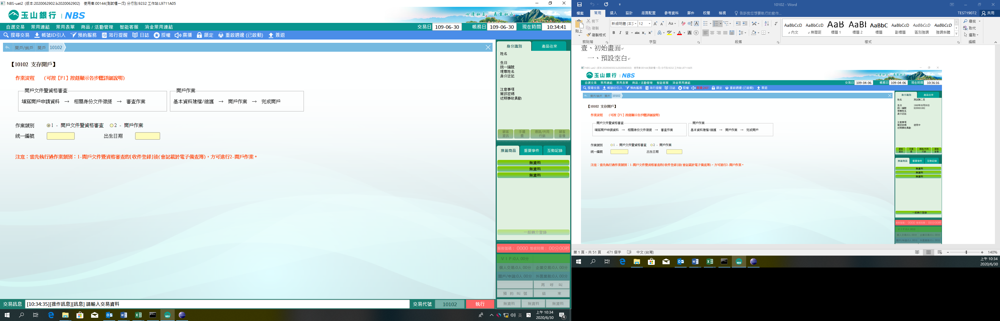 NBS-uat2 (版本:2020062902.b2020062902) 使用者:00144(測試櫃一戊) 分行別:9232 工作站:L9711A05
玉山銀行 | NBS
心清如玉，義重如山。
自選交易 常用連結 常用表單 商品 / 活動管理 智能客服 消金常用連結
交易日 109-06-30 帳務日 109-06-30 現在時間 10:34:41
搜尋交易 帳號ID引入 預約服務 蒞行提醒 日誌 授權 廣播 鎖定 重啟週邊 (已啟動) 簽退
開戶/銷戶 開戶 10102
【10102 支存開戶】
作業流程 (可按【F1】按鈕顯示各步驟詳細說明)
開戶文件暨資格審查
填寫開戶申請資料 → 相關身份文件徵提 → 審查作業
開戶作業
基本資料建檔/維護 → 開戶作業 → 完成開戶
作業類別 1 - 開戶文件暨資格審查 2 - 開戶作業
統一編號 出生日期
注意：需先執行過作業類別：1-開戶文件暨資格審查的[收件登錄]後(會記載於電子備查簿)，方可進行2-開戶作業。
身分識別 產品往來
姓名
生日
統一編號
理專姓名
身分註記
注意事項
簡訊密碼
近期事故異動
顧客資訊 手續費 通路/共同行銷 顧客影像
推薦商品 重要事件 互動記錄
無資料
無資料
無資料
一般轉介登錄
服務號碼： 0000 等候時間： 00分00秒
V I P :0人 00分
個人交易:0人 00分 企業交易:0人 00分
開戶/申請:0人 00分 外匯業務:0人 00分
再 呼 叫
預 約 叫 號 結 束
無資料 無資料 無資料
交易訊息 [10:34:35][操作訊息][訊息] 請輸入交易資料
交易代號 10102 執行
英
上午 10:34
2020/6/30
4
10102 - Word
檔案 常用 插入 設計 版面配置 參考資料 郵件 校閱 檢視 告訴我您想要執行的動作...
TEST19072 共用
貼上 剪下
複製
複製格式
剪貼簿
新細明體 (本文 12
字型
段落
AaBbCcD AaBbCcD AaB AaBl AaBbC AaBbCcD AaBbCcD AaBbCcD
內文 無間距 標題 1 標題 2 標題 副標題 區別強調 強調斜體
樣式
尋找
取代
選取
編輯
壹、初始畫面
一、預設空白
NBS-uat2 (版本:2020040302.b2020040302) 使用者:00144(測試櫃一戊) 分行別:9232 工作站:L9711A05
玉山銀行 | NBS
心清如玉，義重如山。
自選交易 常用連結 常用表單 商品 / 活動管理 智能客服 消金常用連結
交易日 109-04-06 帳務日 109-04-06 現在時間 10:36:16
搜尋交易 帳號ID引入 預約服務 蒞行提醒 日誌 授權 鎖定 重啟週邊 (已啟動) 簽退
開戶/銷戶 開戶 10102
【10102 支存開戶】
作業流程 (可按【F1】按鈕顯示各步驟詳細說明)
開戶文件暨資格審查
填寫開戶申請資料 → 相關身份文件徵提 → 審查作業
開戶作業
基本資料建檔/維護 → 開戶作業 → 完成開戶
作業類別 1 - 開戶文件暨資格審查 2 - 開戶作業
統一編號 出生日期
注意：需先執行過作業類別：1-開戶文件暨資格審查的[收件登錄]後(會記載於電子備查簿)，方可進行2-開戶作業。
身分識別 產品往來
姓名
生日 1968年08月08日
統一編號 D299001982
理專姓名
身分註記
注意事項
簡訊密碼 使用中
近期事故異動
顧客資訊 手續費 通路/共同行銷 顧客影像
推薦商品 重要事件 互動記錄
無資料
無資料
無資料
一般轉介登錄
服務號碼： 0000 等候時間： 00分00秒
V I P :0人 00分
個人交易:0人 00分 企業交易:0人 00分
開戶/申請:0人 00分 外匯業務:0人 00分
第 1 頁，共 51 頁 471 個字 中文 (台灣)
140%
上午 10:34
2020/6/30